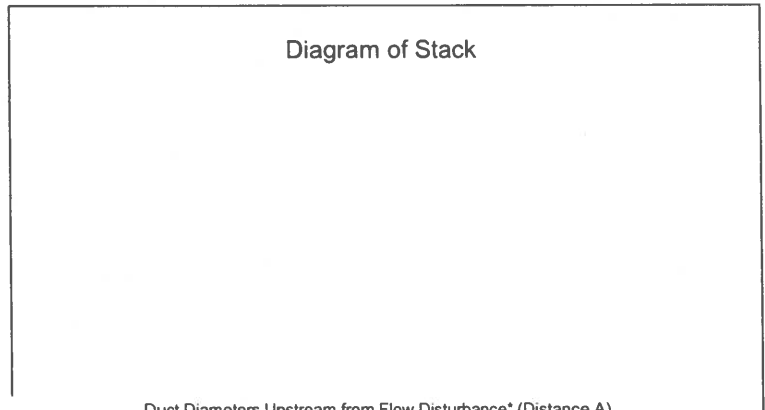 Diagram of Stack
Duct Diameters Upstream from Flow Disturbance* (Distance A)